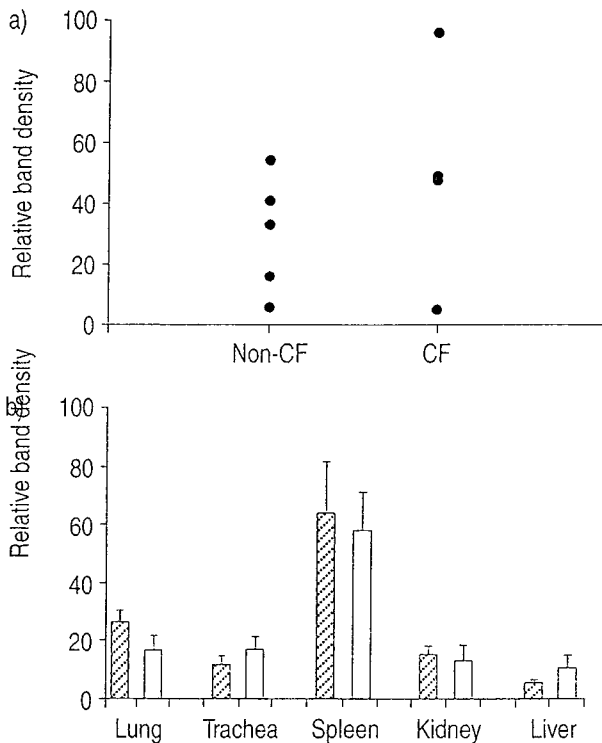 a)
Relative band density
100
80
60
40
20
0
Non-CF
CF
Relative band density
100
80
60
40
20
0
Lung
Trachea
Spleen
Kidney
Liver